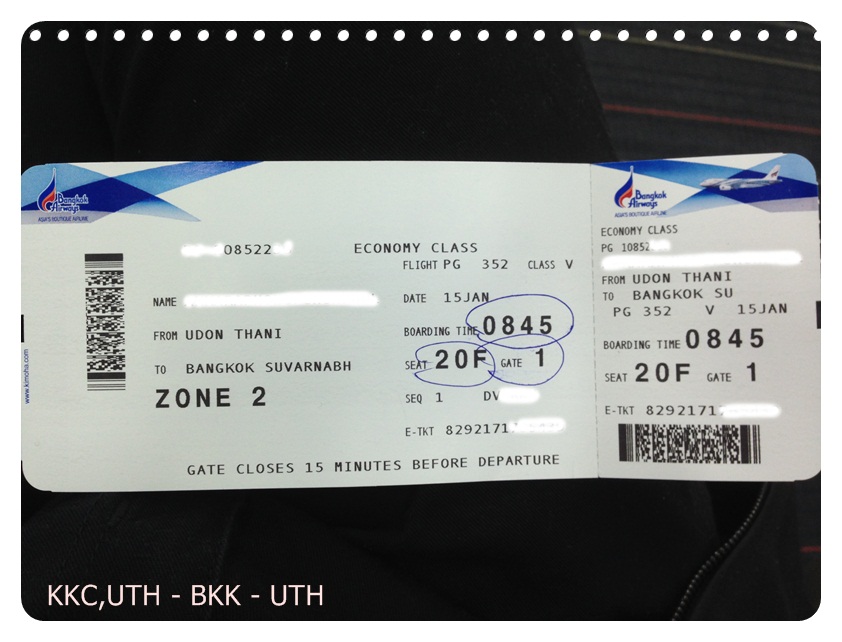 Bangkok Airways
ASIA'S BOUTIQUE AIRLINE
08522
ECONOMY CLASS
FLIGHT PG 352 CLASS V
NAME
DATE 15JAN
FROM UDON THANI
BOARDING TIME 0845
TO BANGKOK SUVARNABH
SEAT 20F GATE 1
ZONE 2
SEQ 1 DV
E-TKT 8292171
GATE CLOSES 15 MINUTES BEFORE DEPARTURE
www.kimoha.com
Bangkok Airways
ASIA'S BOUTIQUE AIRLINE
ECONOMY CLASS
PG 10852
FROM UDON THANI
TO BANGKOK SU
PG 352 V 15JAN
BOARDING TIME 0845
SEAT 20F GATE 1
E-TKT 8292171
KKC,UTH - BKK - UTH